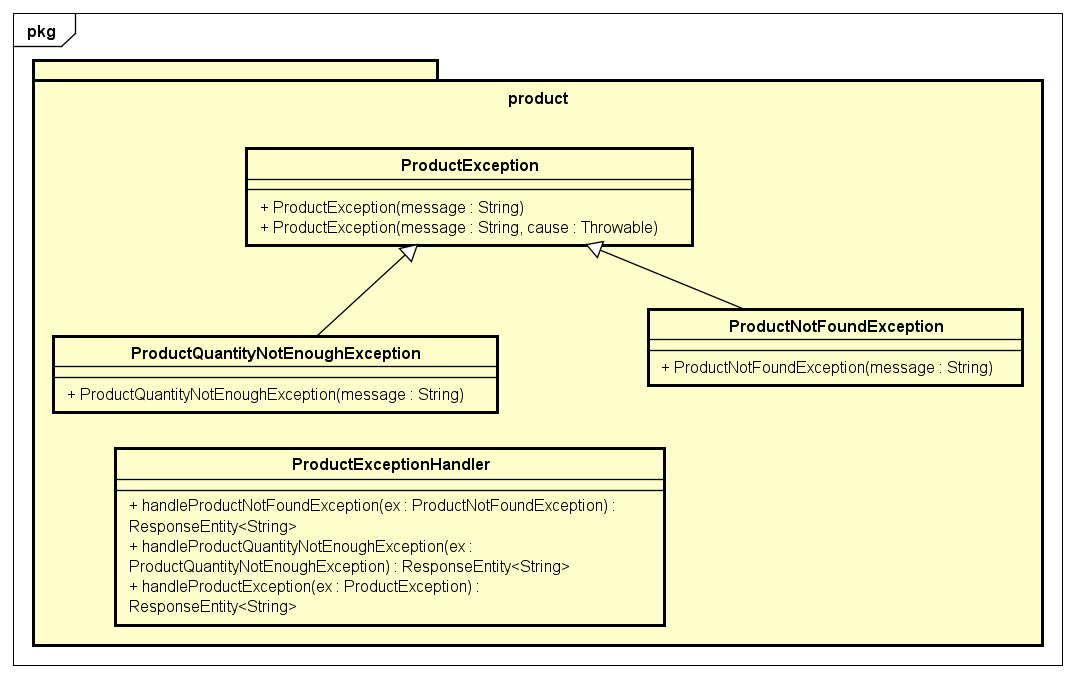 pkg
product
ProductException
+ ProductException(message : String)
+ ProductException(message : String, cause : Throwable)
ProductNotFoundException
+ ProductNotFoundException(message : String)
ProductQuantityNotEnoughException
+ ProductQuantityNotEnoughException(message : String)
ProductExceptionHandler
+ handleProductNotFoundException(ex : ProductNotFoundException) :
ResponseEntity<String>
+ handleProductQuantityNotEnoughException(ex :
ProductQuantityNotEnoughException) : ResponseEntity<String>
+ handleProductException(ex : ProductException) :
ResponseEntity<String>